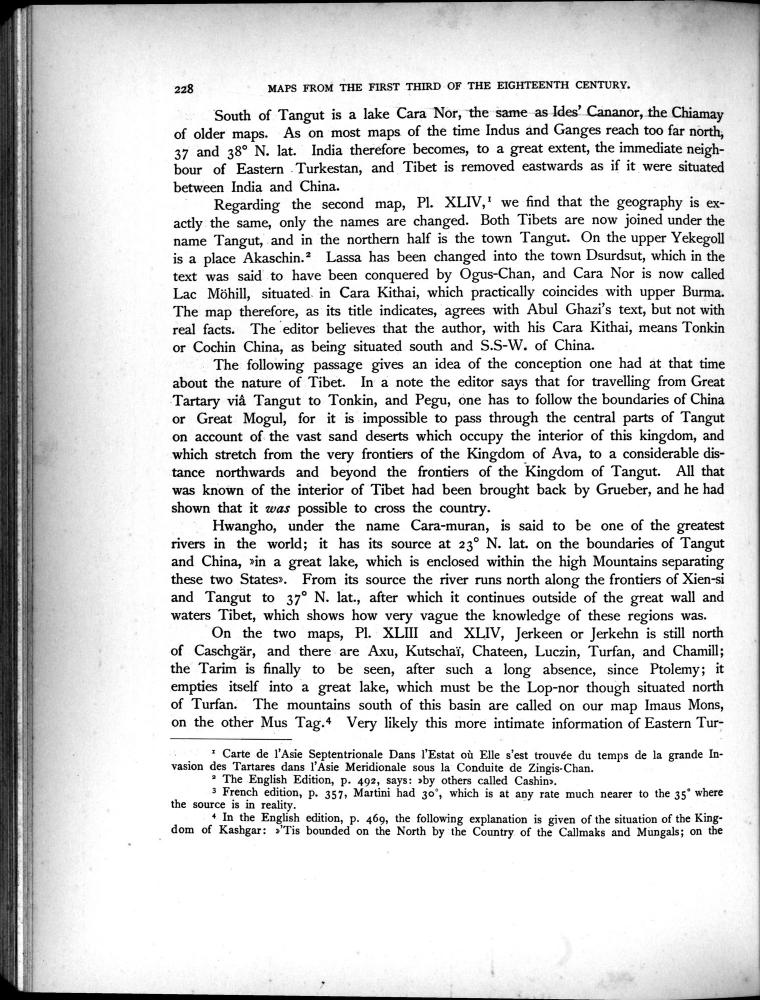 228 MAPS FROM THE FIRST THIRD OF THE EIGHTEENTH CENTURY.
South of Tangut is a lake Cara Nor, the same as Ides' Cananor, the Chiamay
of older maps. As on most maps of the time Indus and Ganges reach too far north,
37 and 38° N. lat. India therefore becomes, to a great extent, the immediate neigh-
bour of Eastern Turkestan, and Tibet is removed eastwards as if it were situated
between India and China.
Regarding the second map, Pl. XLIV,¹ we find that the geography is ex-
actly the same, only the names are changed. Both Tibets are now joined under the
name Tangut, and in the northern half is the town Tangut. On the upper Yekegoll
is a place Akaschin.² Lassa has been changed into the town Dsurdsut, which in the
text was said to have been conquered by Ogus-Chan, and Cara Nor is now called
Lac Möhill, situated in Cara Kithai, which practically coincides with upper Burma.
The map therefore, as its title indicates, agrees with Abul Ghazi's text, but not with
real facts. The editor believes that the author, with his Cara Kithai, means Tonkin
or Cochin China, as being situated south and S.S-W. of China.
The following passage gives an idea of the conception one had at that time
about the nature of Tibet. In a note the editor says that for travelling from Great
Tartary viâ Tangut to Tonkin, and Pegu, one has to follow the boundaries of China
or Great Mogul, for it is impossible to pass through the central parts of Tangut
on account of the vast sand deserts which occupy the interior of this kingdom, and
which stretch from the very frontiers of the Kingdom of Ava, to a considerable dis-
tance northwards and beyond the frontiers of the Kingdom of Tangut. All that
was known of the interior of Tibet had been brought back by Grueber, and he had
shown that it was possible to cross the country.
Hwangho, under the name Cara-muran, is said to be one of the greatest
rivers in the world; it has its source at 23° N. lat. on the boundaries of Tangut
and China, »in a great lake, which is enclosed within the high Mountains separating
these two States». From its source the river runs north along the frontiers of Xien-si
and Tangut to 37° N. lat., after which it continues outside of the great wall and
waters Tibet, which shows how very vague the knowledge of these regions was.
On the two maps, Pl. XLIII and XLIV, Jerkeen or Jerkehn is still north
of Caschgär, and there are Axu, Kutschaï, Chateen, Luczin, Turfan, and Chamill;
the Tarim is finally to be seen, after such a long absence, since Ptolemy; it
empties itself into a great lake, which must be the Lop-nor though situated north
of Turfan. The mountains south of this basin are called on our map Imaus Mons,
on the other Mus Tag.⁴ Very likely this more intimate information of Eastern Tur-
¹ Carte de l'Asie Septentrionale Dans l'Estat où Elle s'est trouvée du temps de la grande In-
vasion des Tartares dans l'Asie Meridionale sous la Conduite de Zingis-Chan.
² The English Edition, p. 492, says: »by others called Cashin».
³ French edition, p. 357, Martini had 30°, which is at any rate much nearer to the 35° where
the source is in reality.
⁴ In the English edition, p. 469, the following explanation is given of the situation of the King-
dom of Kashgar: »'Tis bounded on the North by the Country of the Callmaks and Mungals; on the